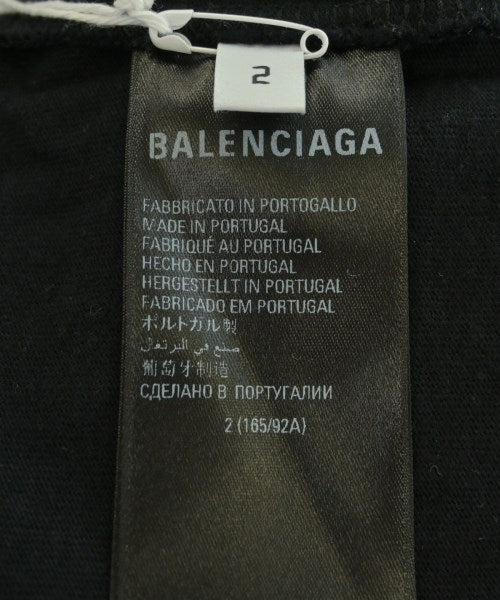 2
BALENCIAGA
FABBRICATO IN PORTOGALLO
MADE IN PORTUGAL
FABRIQUÉ AU PORTUGAL
HECHO EN PORTUGAL
HERGESTELLT IN PORTUGAL
FABRICADO EM PORTUGAL
ポルトガル製
صنع في البرتغال
葡萄牙制造
СДЕЛАНО В ПОРТУГАЛИИ
2 (165/92A)